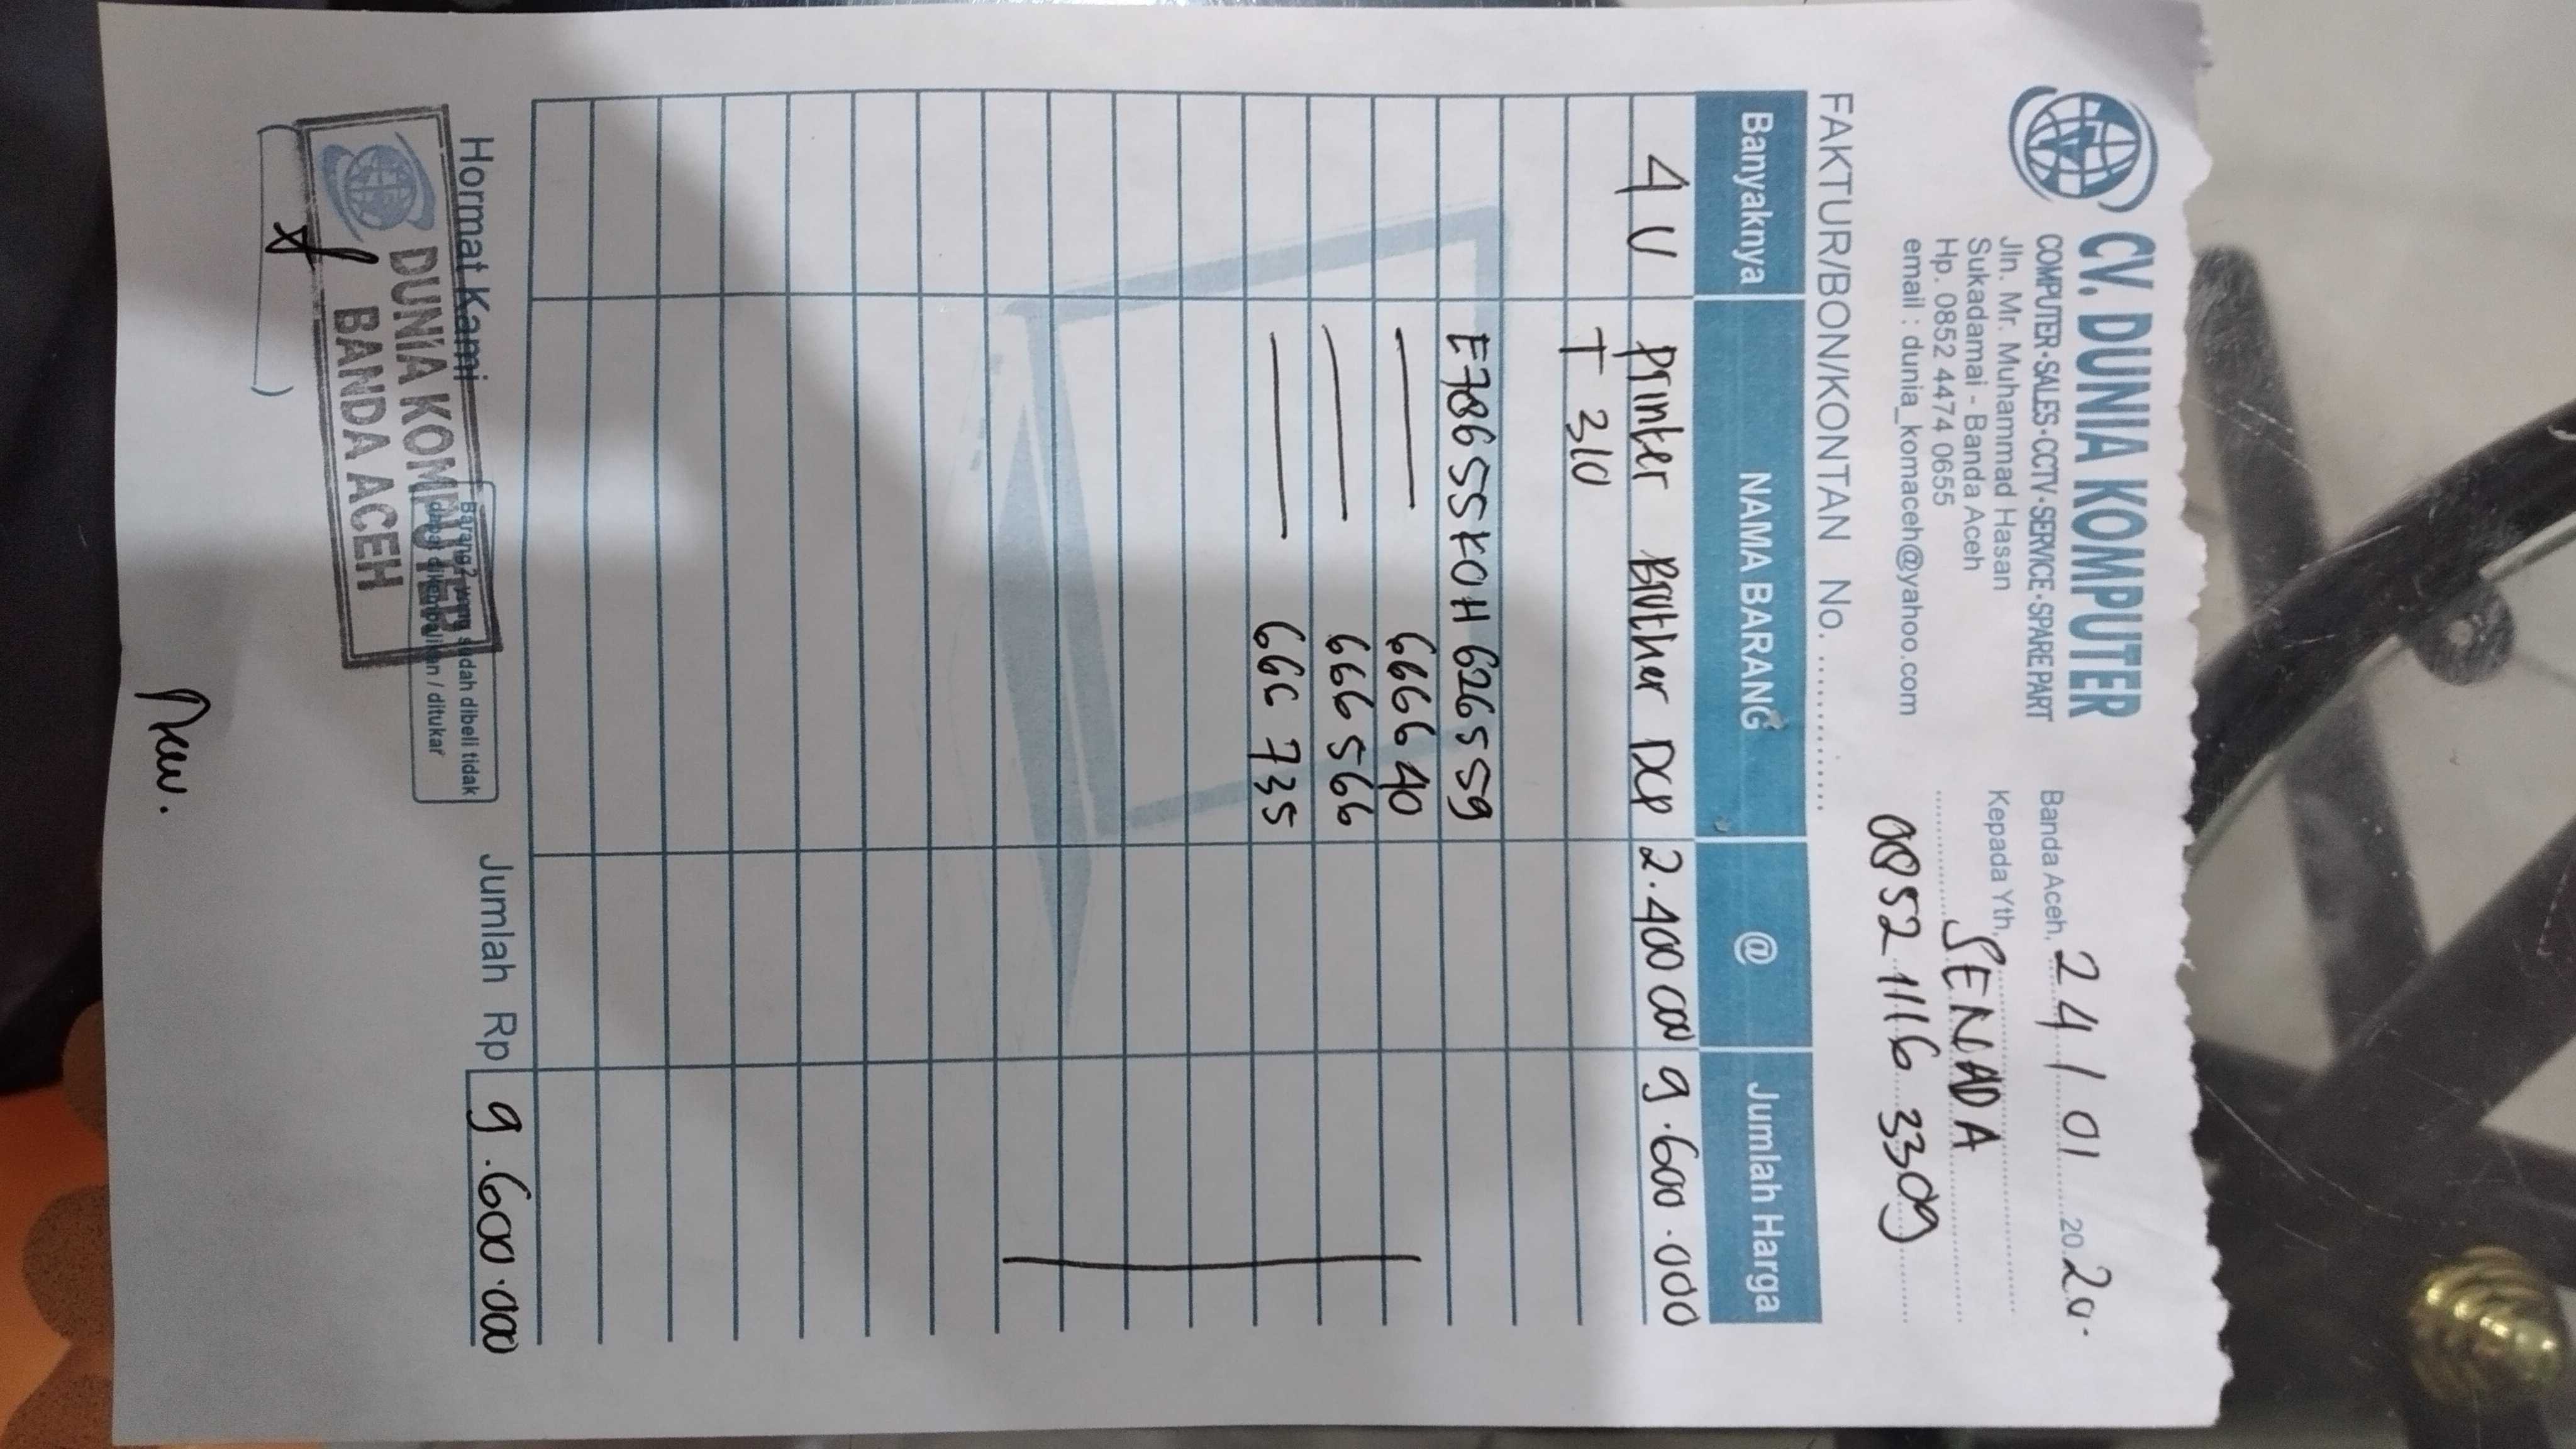 CV. DUNIA KOMPUTER
COMPUTER-SALES-CCTV-SERVICE-SPARE PART
Jln. Mr. Muhammad Hasan
Sukadamai - Banda Aceh
Hp. 0852 4474 0655
email : dunia_komaceh@yahoo.com
Banda Aceh, 24/01 2020.
Kepada Yth,
SENADA
0852 1116 3309
FAKTUR/BON/KONTAN No. ............
Banyaknya NAMA BARANG @ Jumlah Harga
4 U Printer Brother DCP 2.400 000 9.600.000
T 310
E78655KOH626559
666640
666566
666735
Hormat Kami
Jumlah Rp 9.600.000
Barang2 yang sudah dibeli tidak
dapat dikembalikan / ditukar
DUNIA KOMPUTER
BANDA ACEH
( )